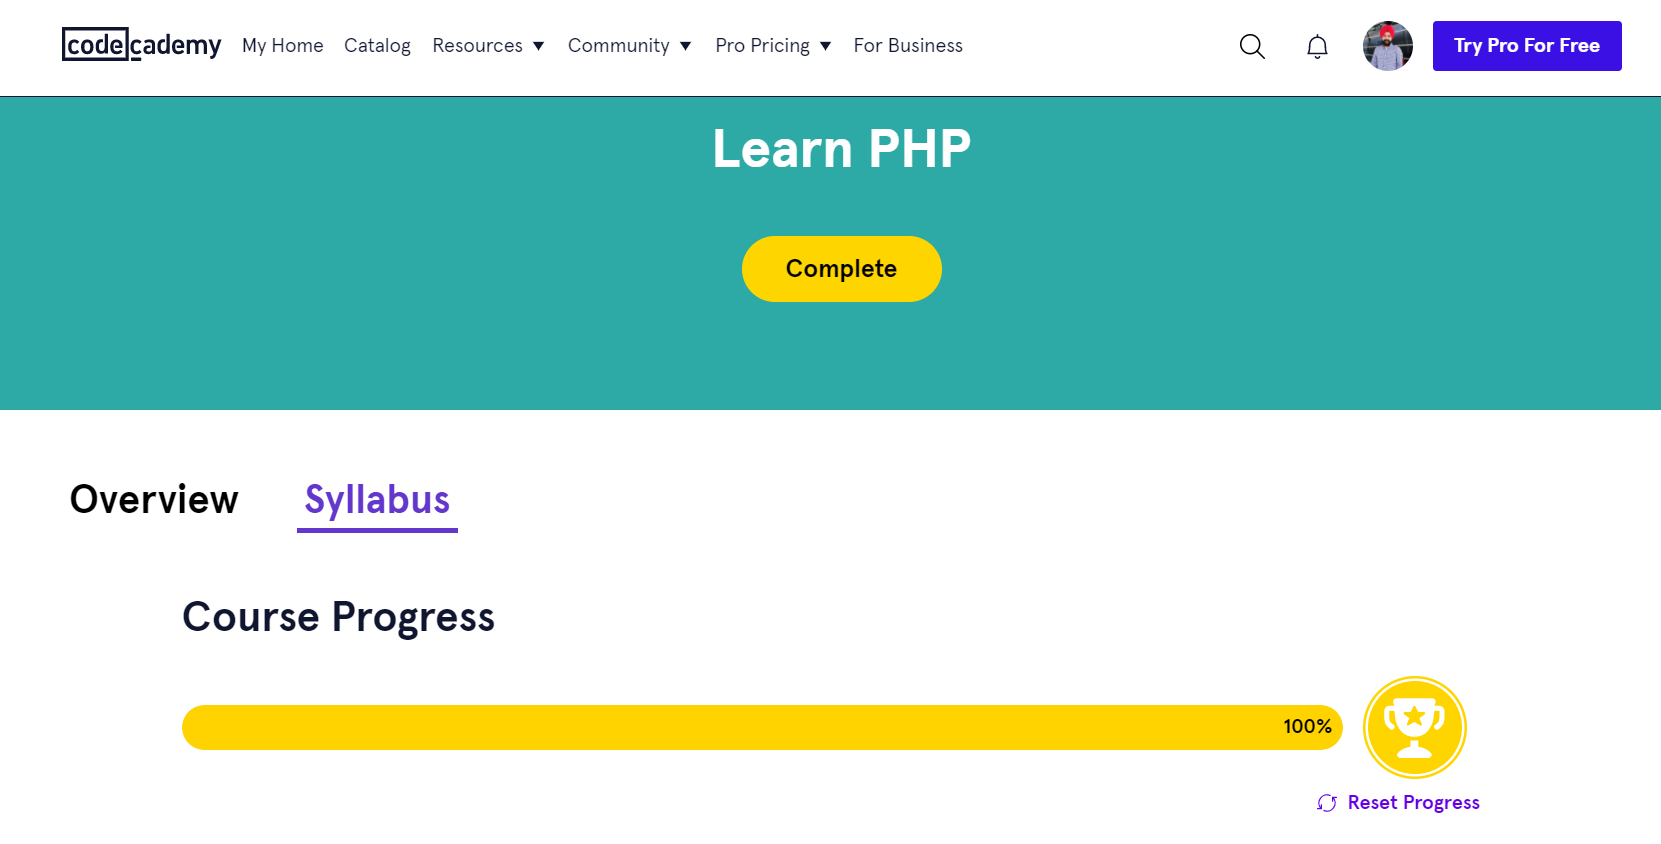 codecademy My Home Catalog Resources Community Pro Pricing For Business Try Pro For Free
Learn PHP
Complete
Overview Syllabus
Course Progress
100%
Reset Progress